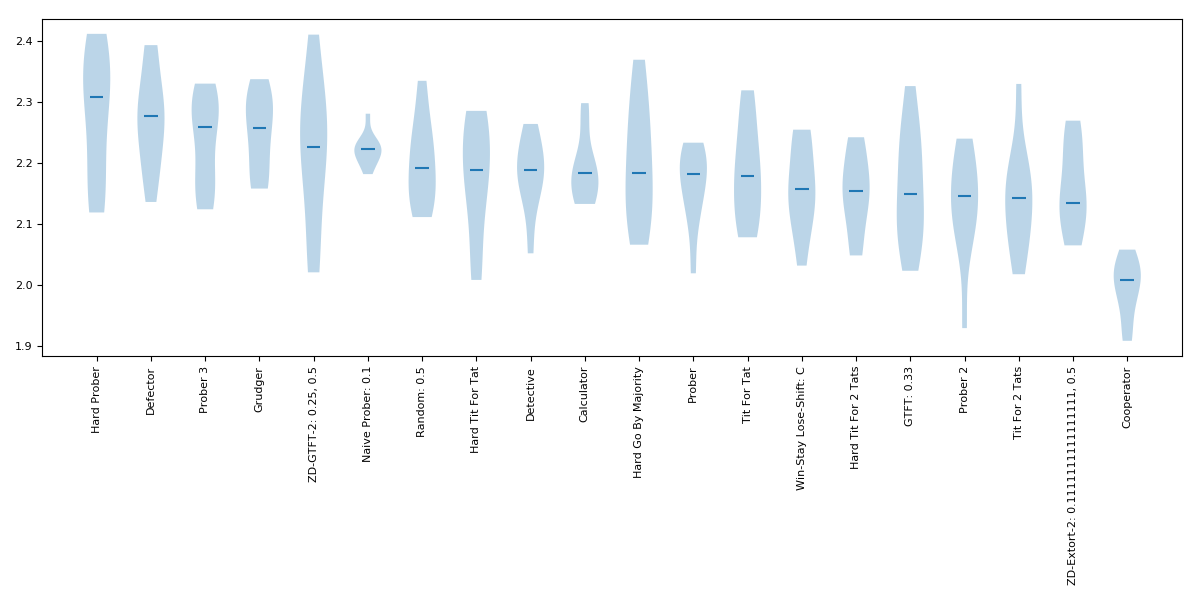 2.4
2.3
2.2
2.1
2.0
1.9
Hard Prober
Defector
Prober 3
Grudger
ZD-GTFT-2: 0.25, 0.5
Naive Prober: 0.1
Random: 0.5
Hard Tit For Tat
Detective
Calculator
Hard Go By Majority
Prober
Tit For Tat
Win-Stay Lose-Shift: C
Hard Tit For 2 Tats
GTFT: 0.33
Prober 2
Tit For 2 Tats
ZD-Extort-2: 0.1111111111111111, 0.5
Cooperator